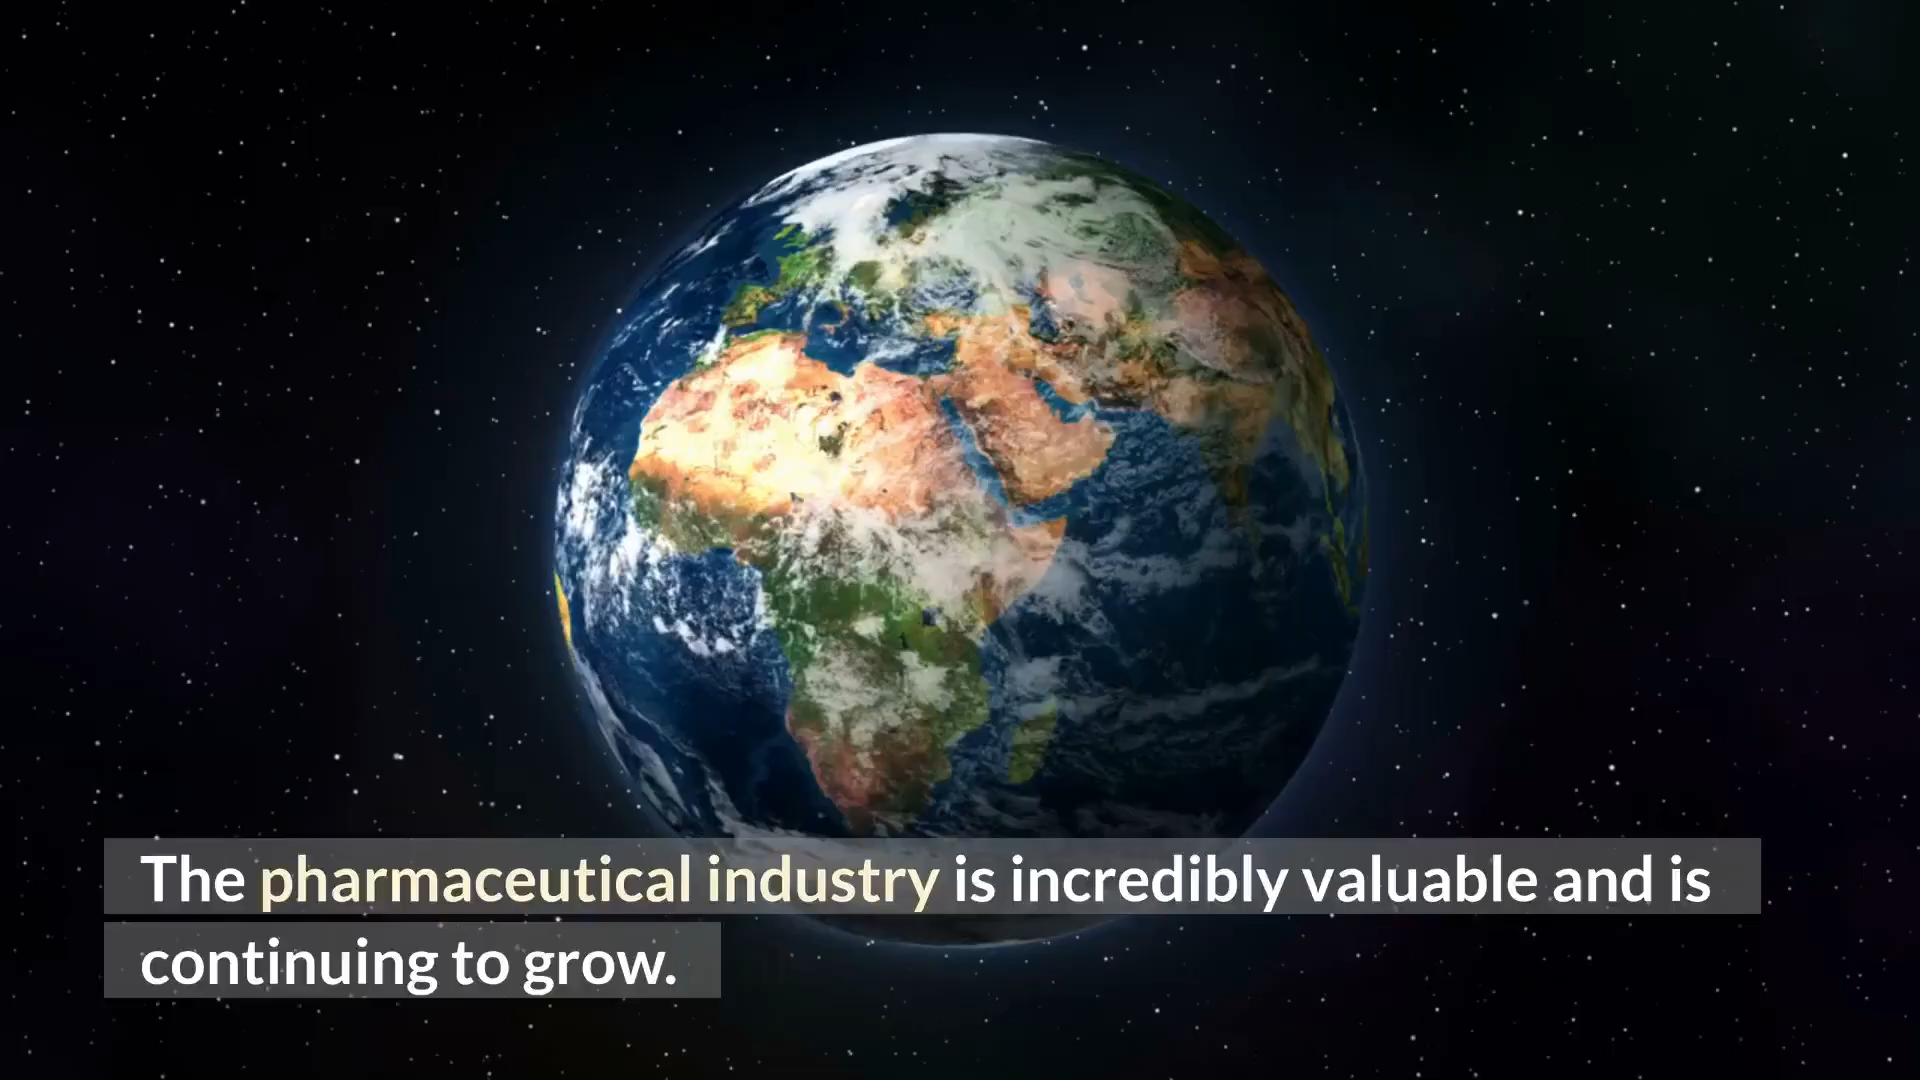 The pharmaceutical industry is incredibly valuable and is
continuing to grow.